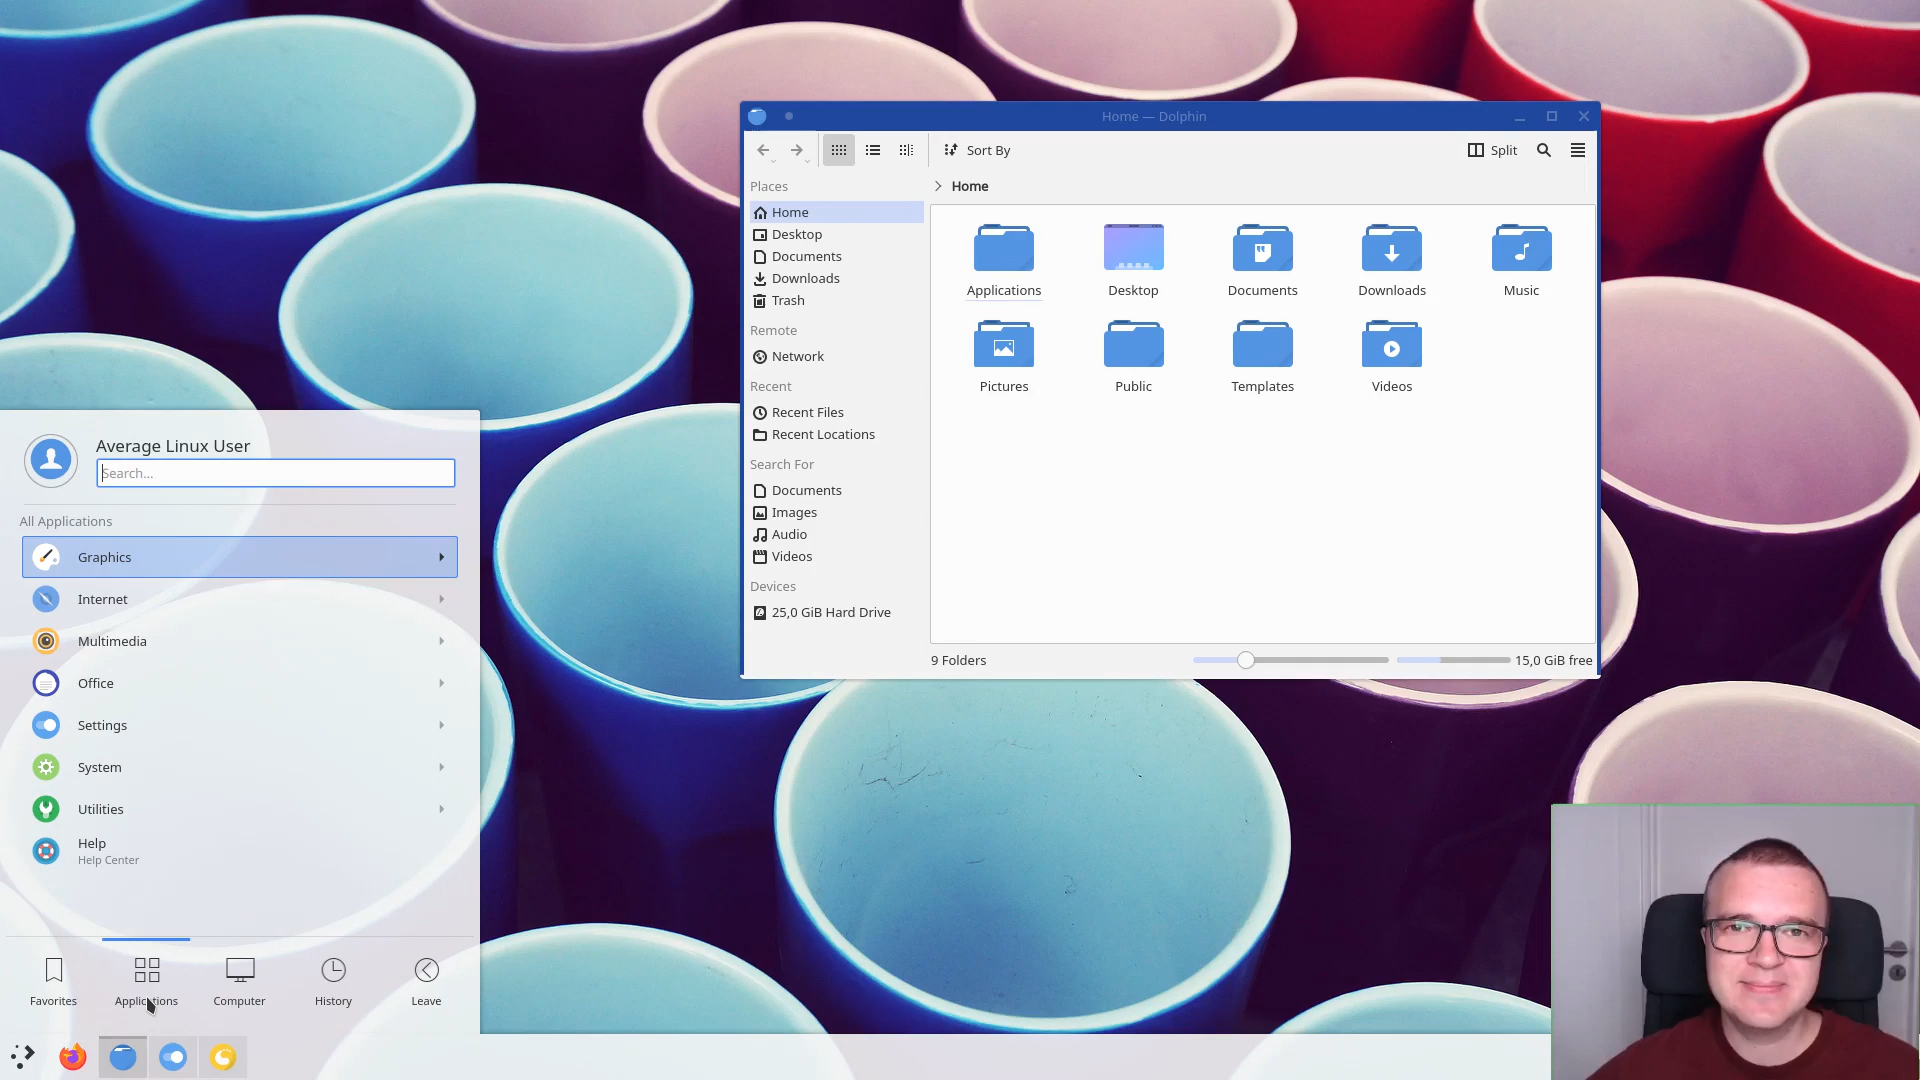 Home — Dolphin
Sort By
Split
Places
Home
Home
Desktop
Documents
Downloads
Trash
Remote
Network
Recent
Recent Files
Recent Locations
Search For
Documents
Images
Audio
Videos
Devices
25,0 GiB Hard Drive
Applications
Desktop
Documents
Downloads
Music
Pictures
Public
Templates
Videos
9 Folders
15,0 GiB free
Average Linux User
Search...
All Applications
Graphics
Internet
Multimedia
Office
Settings
System
Utilities
Help
Help Center
Favorites
Applications
Computer
History
Leave